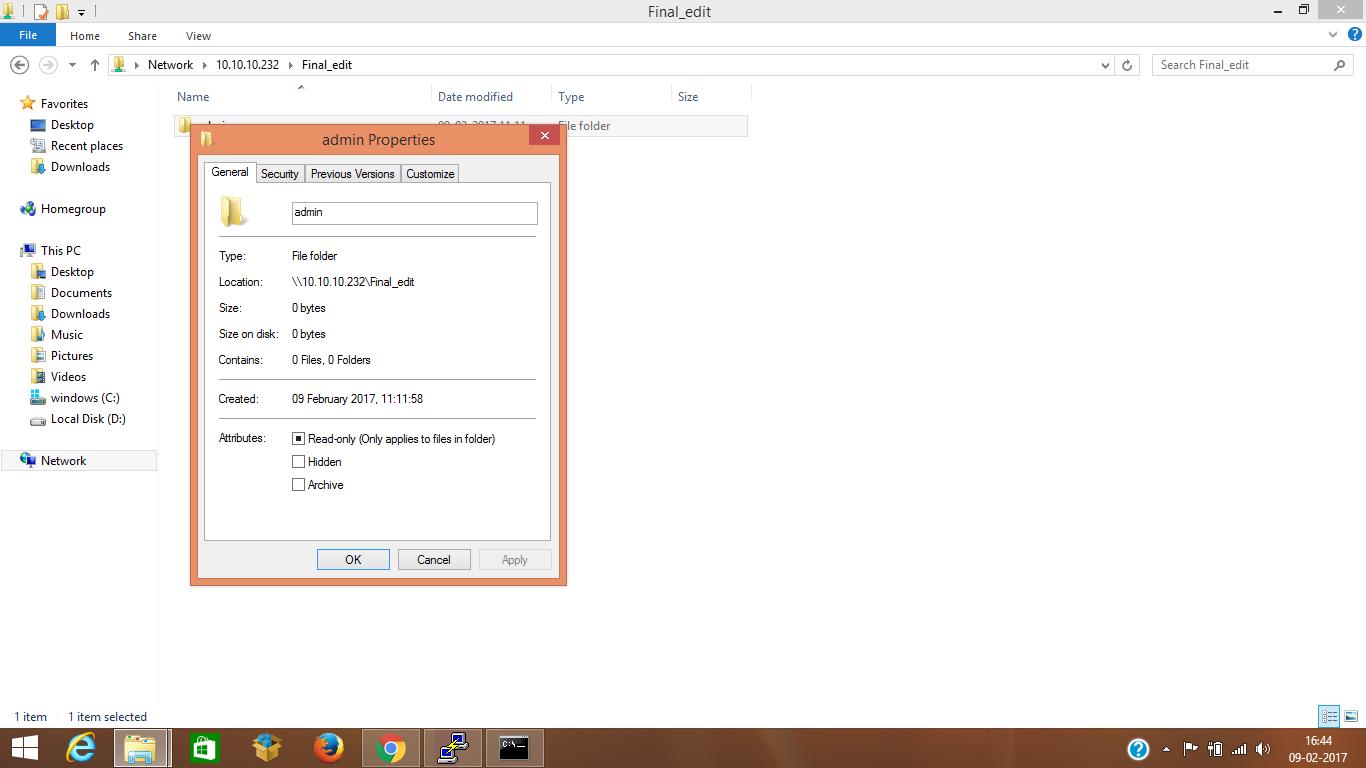 Final_edit
File Home Share View
Network 10.10.10.232 Final_edit Search Final_edit
Name Date modified Type Size
File folder
Favorites
Desktop
Recent places
Downloads
Homegroup
This PC
Desktop
Documents
Downloads
Music
Pictures
Videos
windows (C:)
Local Disk (D:)
Network
admin Properties
General Security Previous Versions Customize
admin
Type: File folder
Location: \\10.10.10.232\Final_edit
Size: 0 bytes
Size on disk: 0 bytes
Contains: 0 Files, 0 Folders
Created: 09 February 2017, 11:11:58
Attributes: Read-only (Only applies to files in folder)
Hidden
Archive
OK Cancel Apply
1 item 1 item selected
16:44
09-02-2017